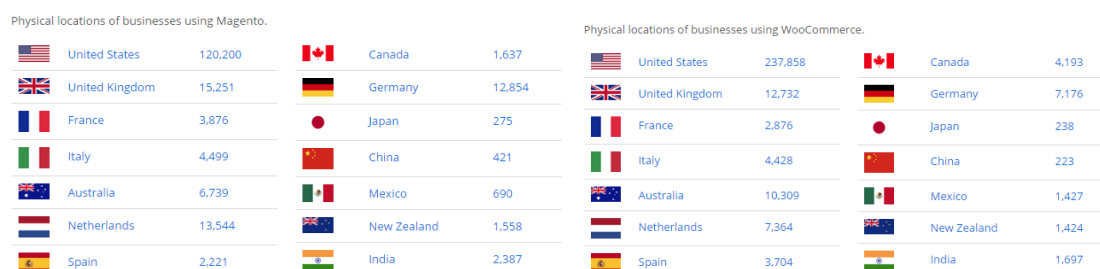 Physical locations of businesses using Magento.
United States 120,200 Canada 1,637
United Kingdom 15,251 Germany 12,854
France 3,876 Japan 275
Italy 4,499 China 421
Australia 6,739 Mexico 690
Netherlands 13,544 New Zealand 1,558
Spain 2,221 India 2,387
Physical locations of businesses using WooCommerce.
United States 237,858 Canada 4,193
United Kingdom 12,732 Germany 7,176
France 2,876 Japan 238
Italy 4,428 China 223
Australia 10,309 Mexico 1,427
Netherlands 7,364 New Zealand 1,424
Spain 3,704 India 1,697